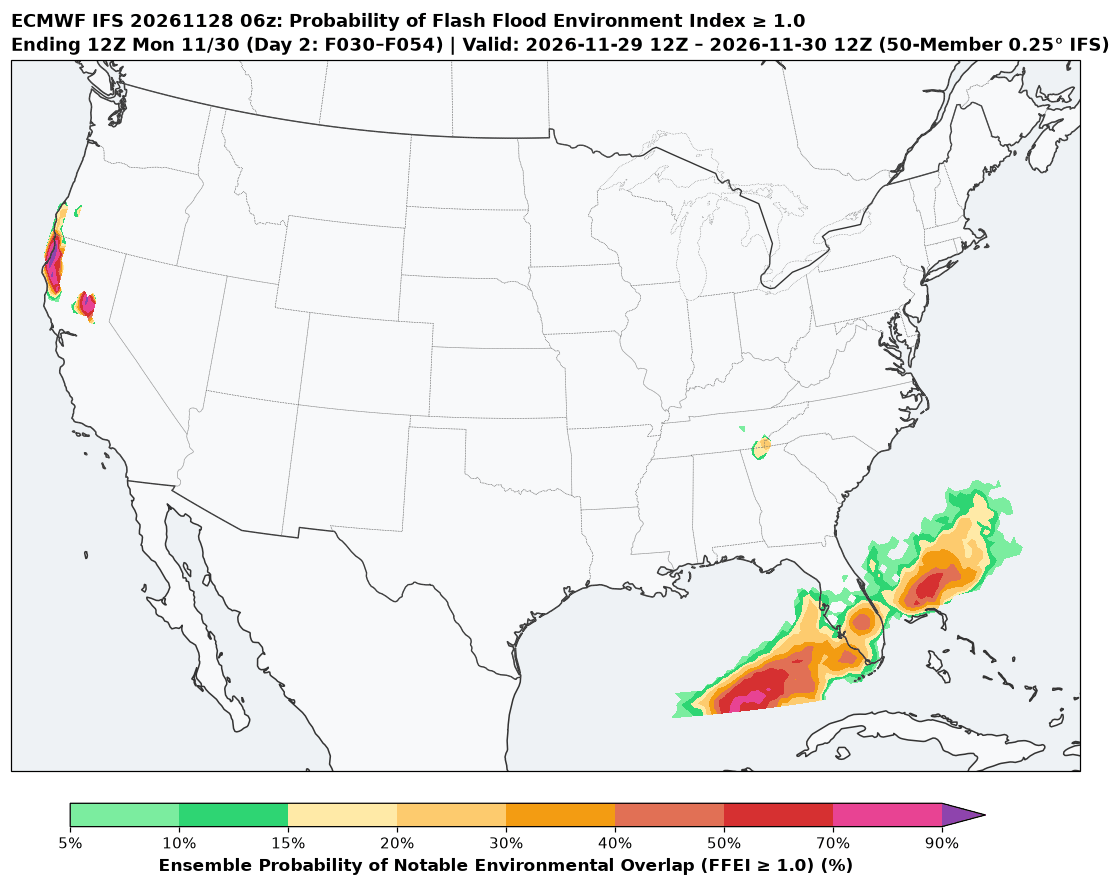 ECMWF IFS 20261128 06z: Probability of Flash Flood Environment Index ≥ 1.0
Ending 12Z Mon 11/30 (Day 2: F030–F054) | Valid: 2026-11-29 12Z – 2026-11-30 12Z (50-Member 0.25° IFS)
5% 10% 15% 20% 30% 40% 50% 70% 90%
Ensemble Probability of Notable Environmental Overlap (FFEI ≥ 1.0) (%)